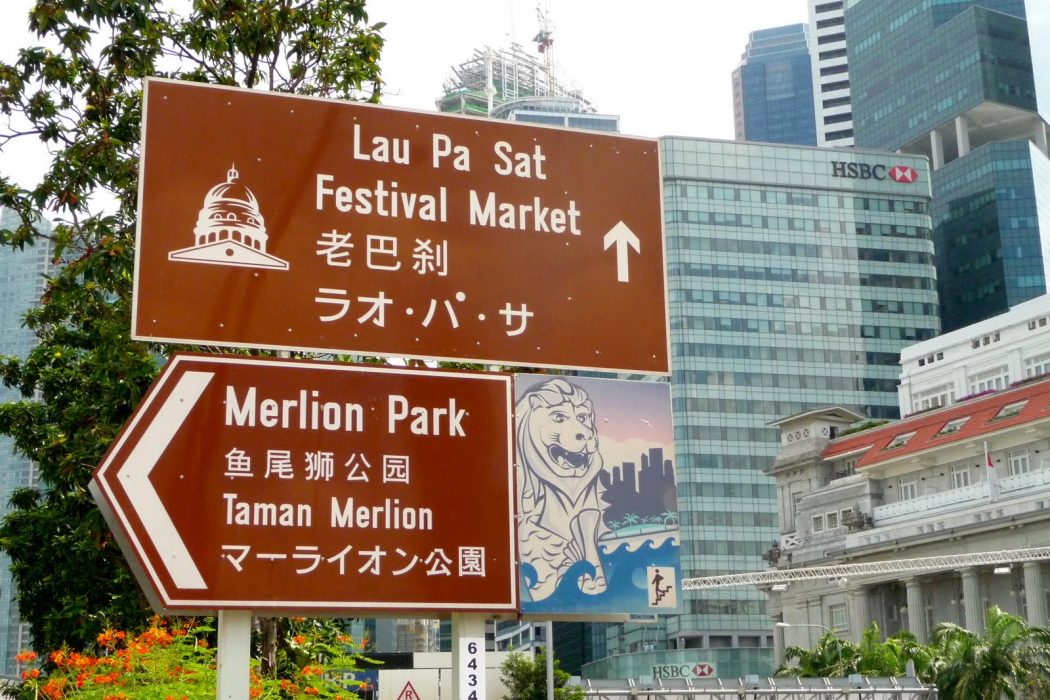 Lau Pa Sat
Festival Market
老巴刹
ラオ・パ・サ
Merlion Park
鱼尾狮公园
Taman Merlion
マーライオン公園
HSBC
HSBC
6434
R